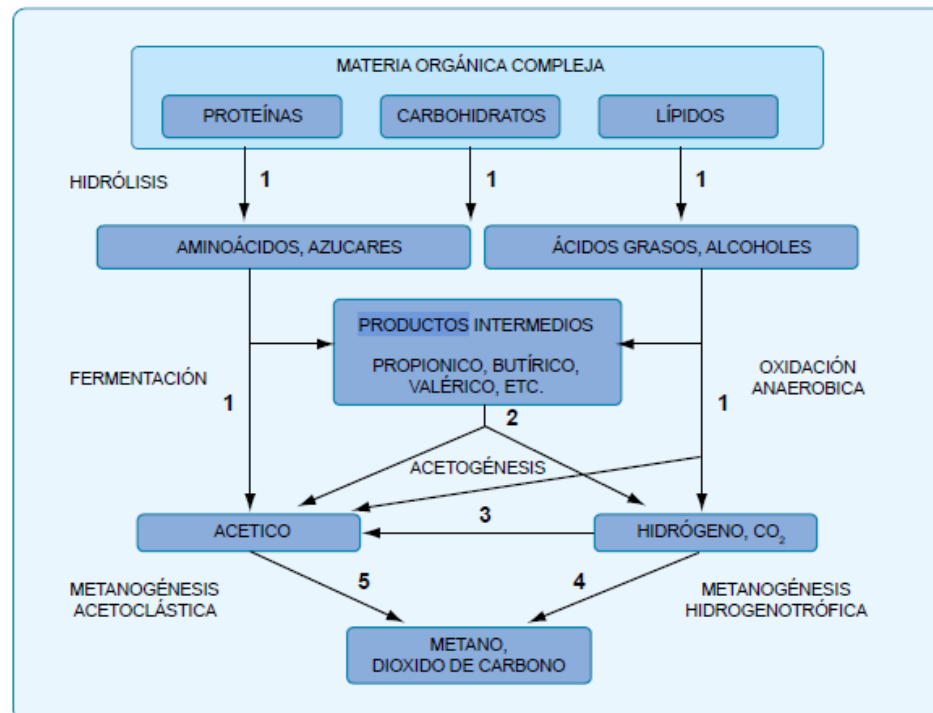 MATERIA ORGÁNICA COMPLEJA
PROTEÍNAS
CARBOHIDRATOS
LÍPIDOS
HIDRÓLISIS
1
1
1
AMINOÁCIDOS, AZUCARES
ÁCIDOS GRASOS, ALCOHOLES
PRODUCTOS INTERMEDIOS
PROPIONICO, BUTÍRICO,
VALÉRICO, ETC.
FERMENTACIÓN
1
OXIDACIÓN
ANAEROBICA
1
2
ACETOGÉNESIS
ACETICO
3
HIDRÓGENO, CO₂
METANOGÉNESIS
ACETOCLÁSTICA
5
4
METANOGÉNESIS
HIDROGENOTRÓFICA
METANO,
DIOXIDO DE CARBONO